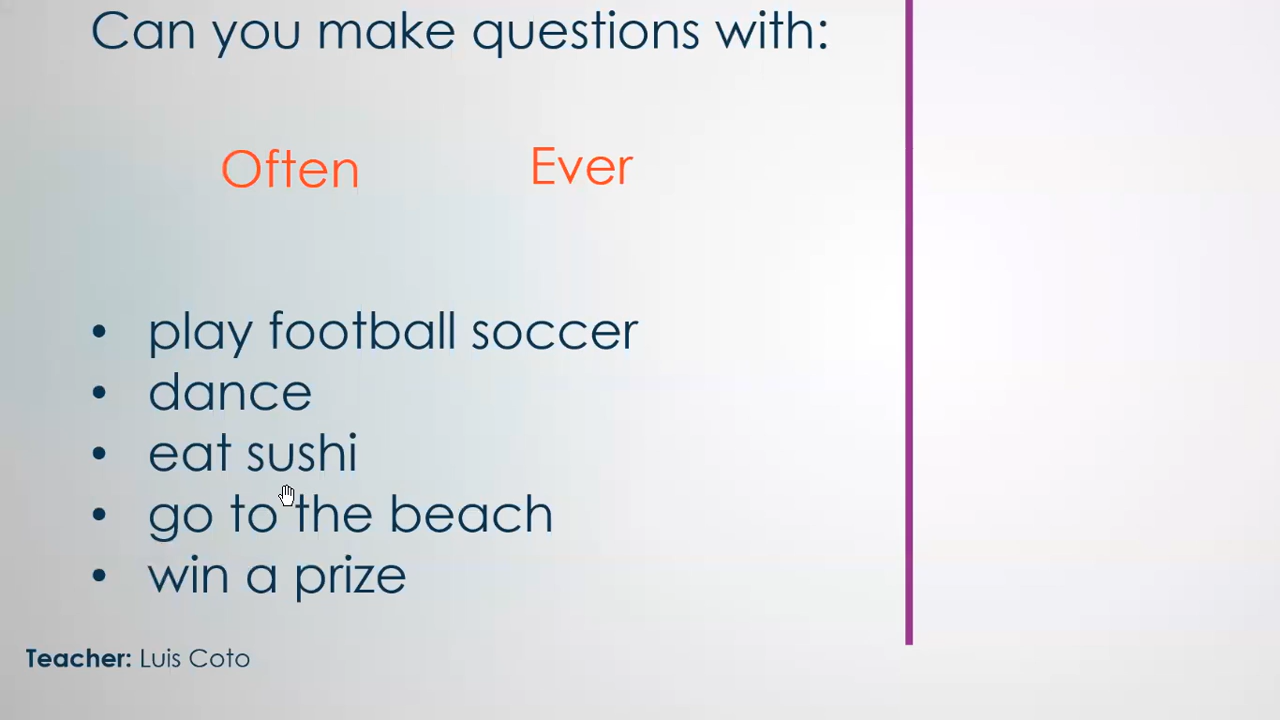 Can you make questions with:
Often Ever
• play football soccer
• dance
• eat sushi
• go to the beach
• win a prize
Teacher: Luis Coto